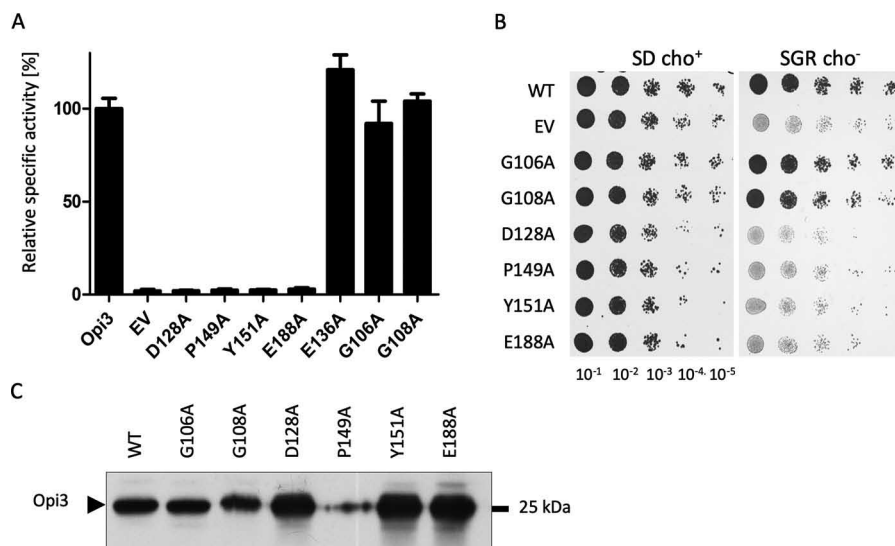 A
Relative specific activity [%]
100
50
0
Opi3
EV
D128A
P149A
Y151A
E188A
E136A
G106A
G108A
B
SD cho⁺
SGR cho⁻
WT
EV
G106A
G108A
D128A
P149A
Y151A
E188A
10⁻¹ 10⁻² 10⁻³ 10⁻⁴· 10⁻⁵
C
WT
G106A
G108A
D128A
P149A
Y151A
E188A
Opi3
25 kDa